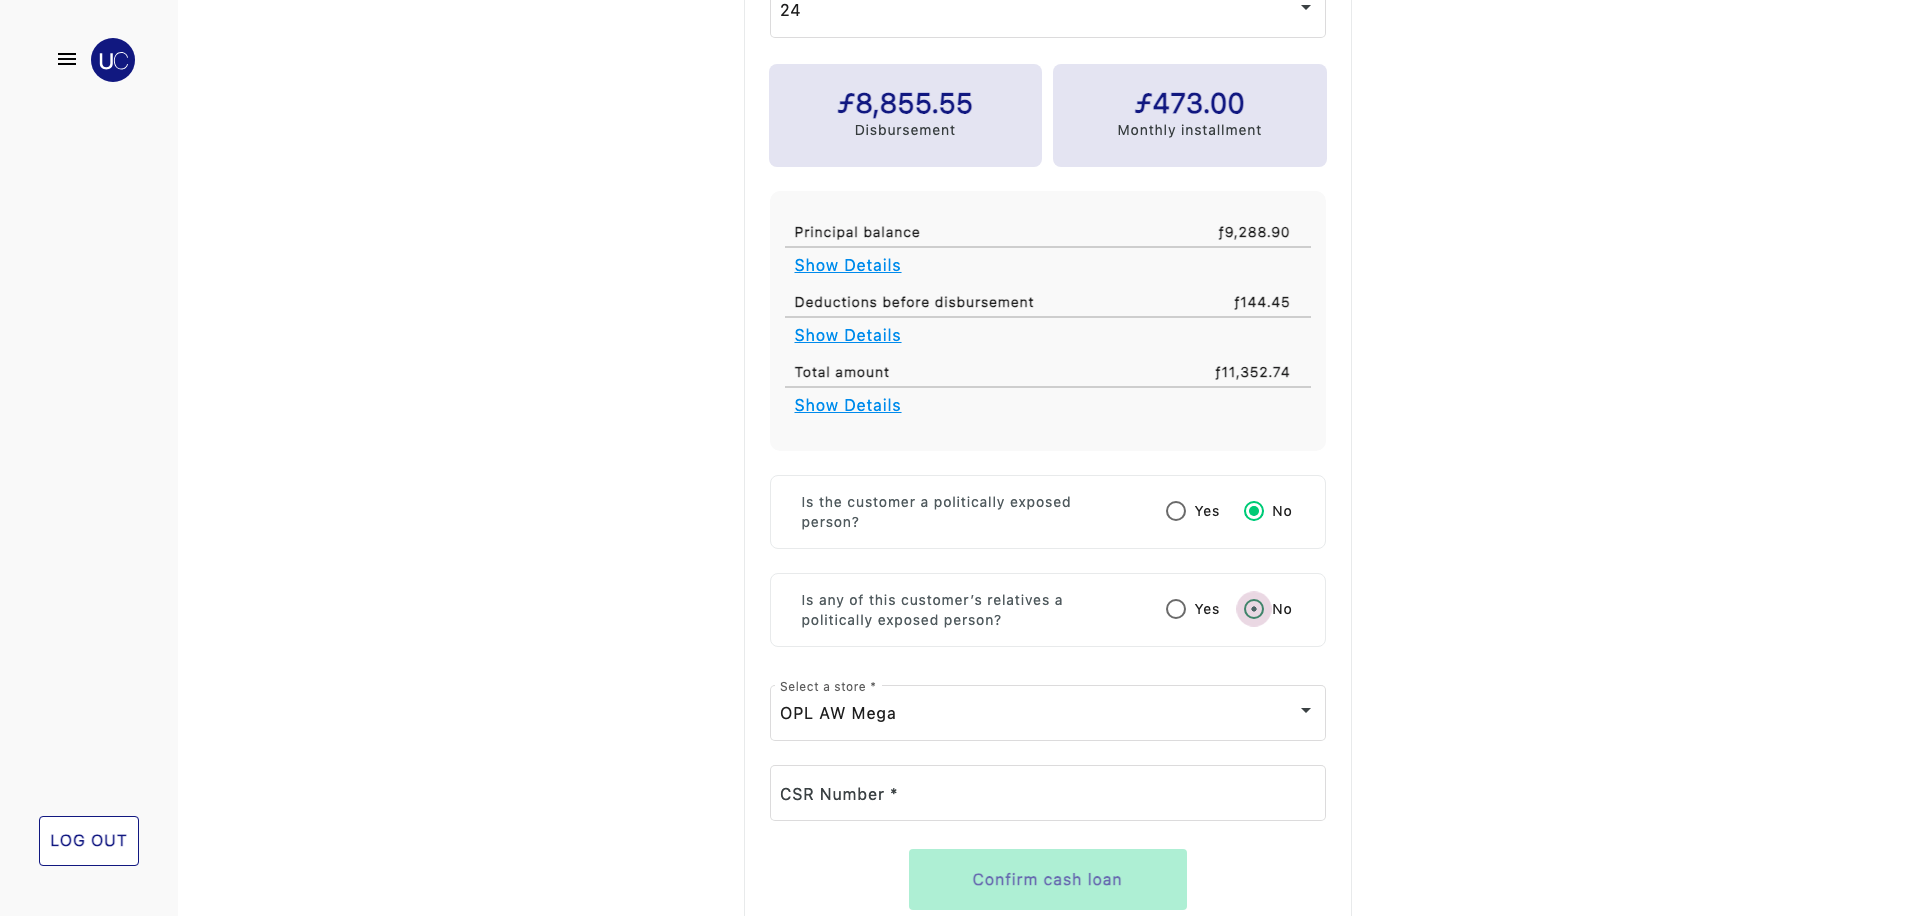 24
UC
ƒ8,855.55
Disbursement
ƒ473.00
Monthly installment
Principal balance ƒ9,288.90
Show Details
Deductions before disbursement ƒ144.45
Show Details
Total amount ƒ11,352.74
Show Details
Is the customer a politically exposed
person?
Yes No
Is any of this customer’s relatives a
politically exposed person?
Yes No
Select a store *
OPL AW Mega
CSR Number *
LOG OUT
Confirm cash loan